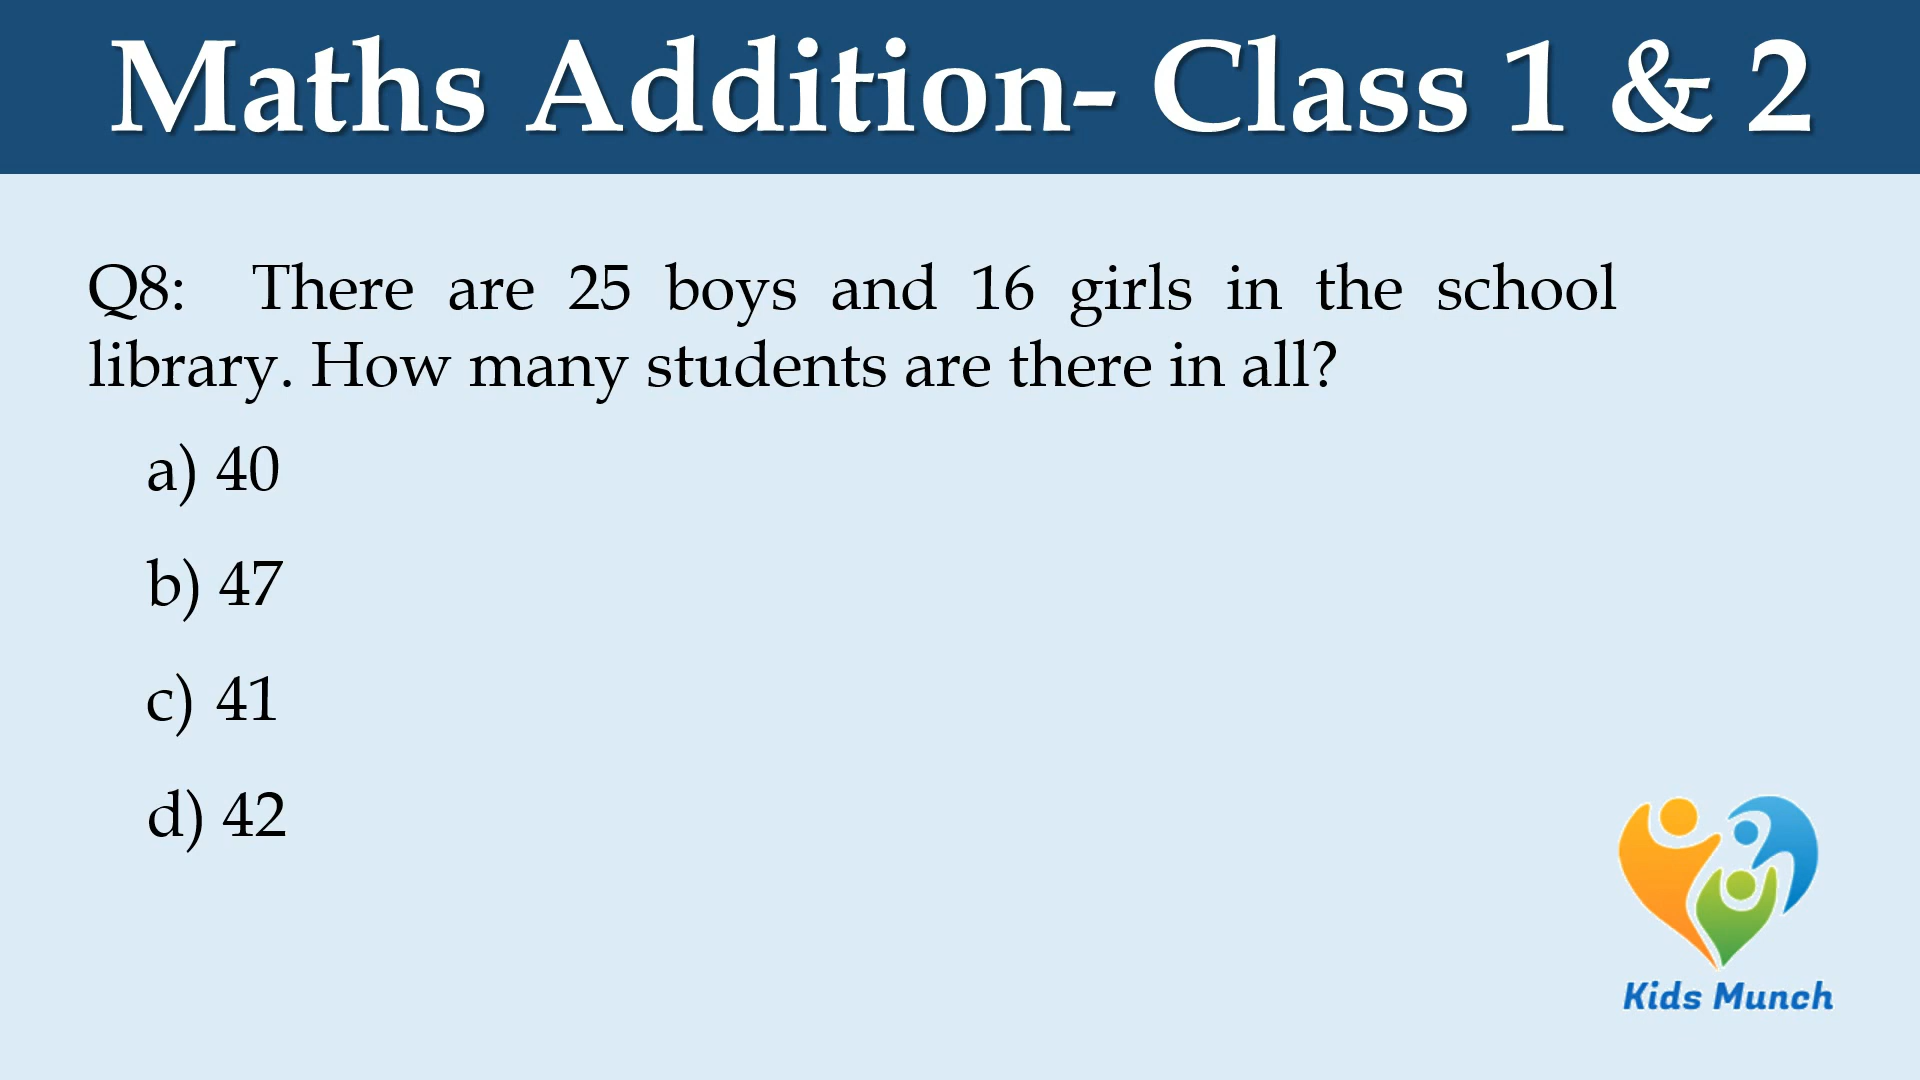 Maths Addition- Class 1 & 2
Q8: There are 25 boys and 16 girls in the school
library. How many students are there in all?
a) 40
b) 47
c) 41
d) 42
Kids Munch